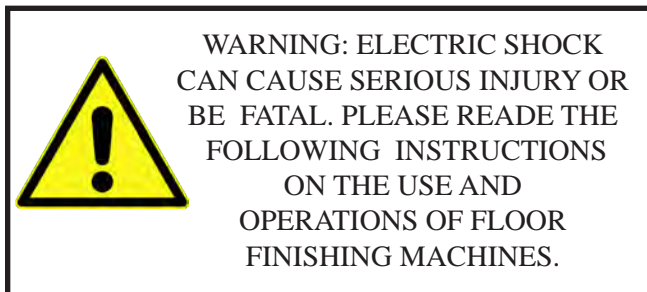 WARNING: ELECTRIC SHOCK
CAN CAUSE SERIOUS INJURY OR
BE FATAL. PLEASE READE THE
FOLLOWING INSTRUCTIONS
ON THE USE AND
OPERATIONS OF FLOOR
FINISHING MACHINES.